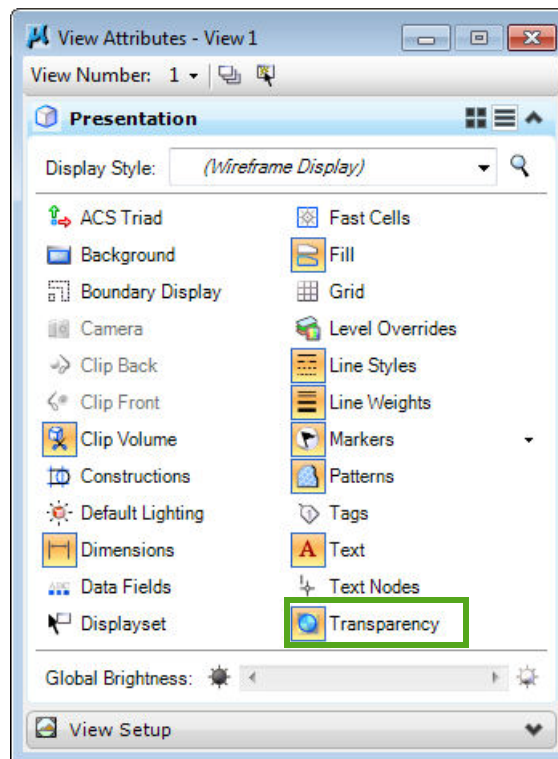 View Attributes - View 1
View Number: 1
Presentation
Display Style: (Wireframe Display)
ACS Triad
Fast Cells
Background
Fill
Boundary Display
Grid
Camera
Level Overrides
Clip Back
Line Styles
Clip Front
Line Weights
Clip Volume
Markers
Constructions
Patterns
Default Lighting
Tags
Dimensions
A Text
Data Fields
Text Nodes
Displayset
Transparency
Global Brightness:
View Setup